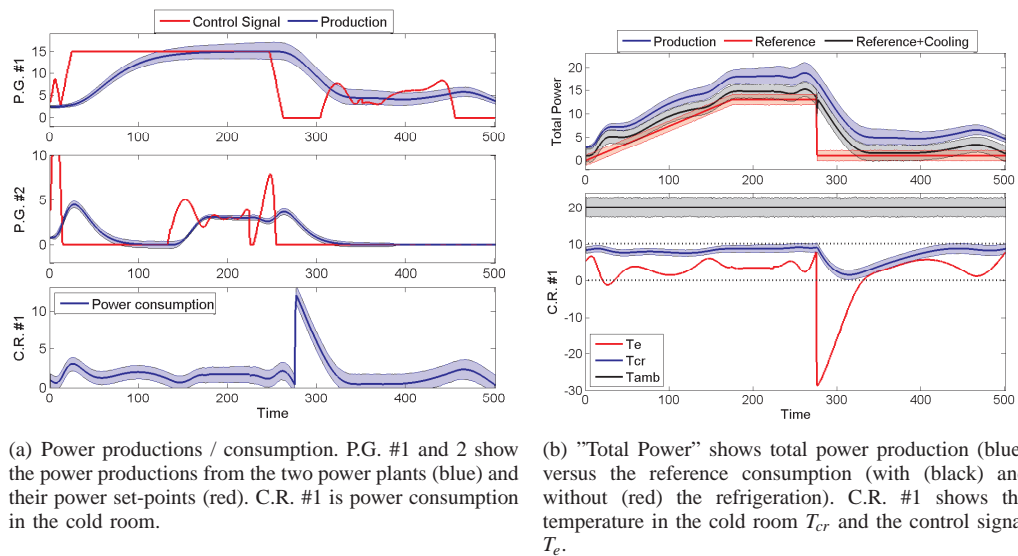 Control Signal Production
15
10
5
0
P.G. #1
0 100 200 300 400 500
10
5
0
P.G. #2
0 100 200 300 400 500
Power consumption
10
5
0
C.R. #1
0 100 200 300 400 500
Time
(a) Power productions / consumption. P.G. #1 and 2 show
the power productions from the two power plants (blue) and
their power set-points (red). C.R. #1 is power consumption
in the cold room.
Production Reference Reference+Cooling
20
15
10
5
0
Total Power
0 100 200 300 400 500
20
10
0
-10
-20
-30
C.R. #1
Te
Tcr
Tamb
0 100 200 300 400 500
Time
(b) "Total Power" shows total power production (blue
versus the reference consumption (with (black) an
without (red) the refrigeration). C.R. #1 shows th
temperature in the cold room Tcr and the control signa
Te.